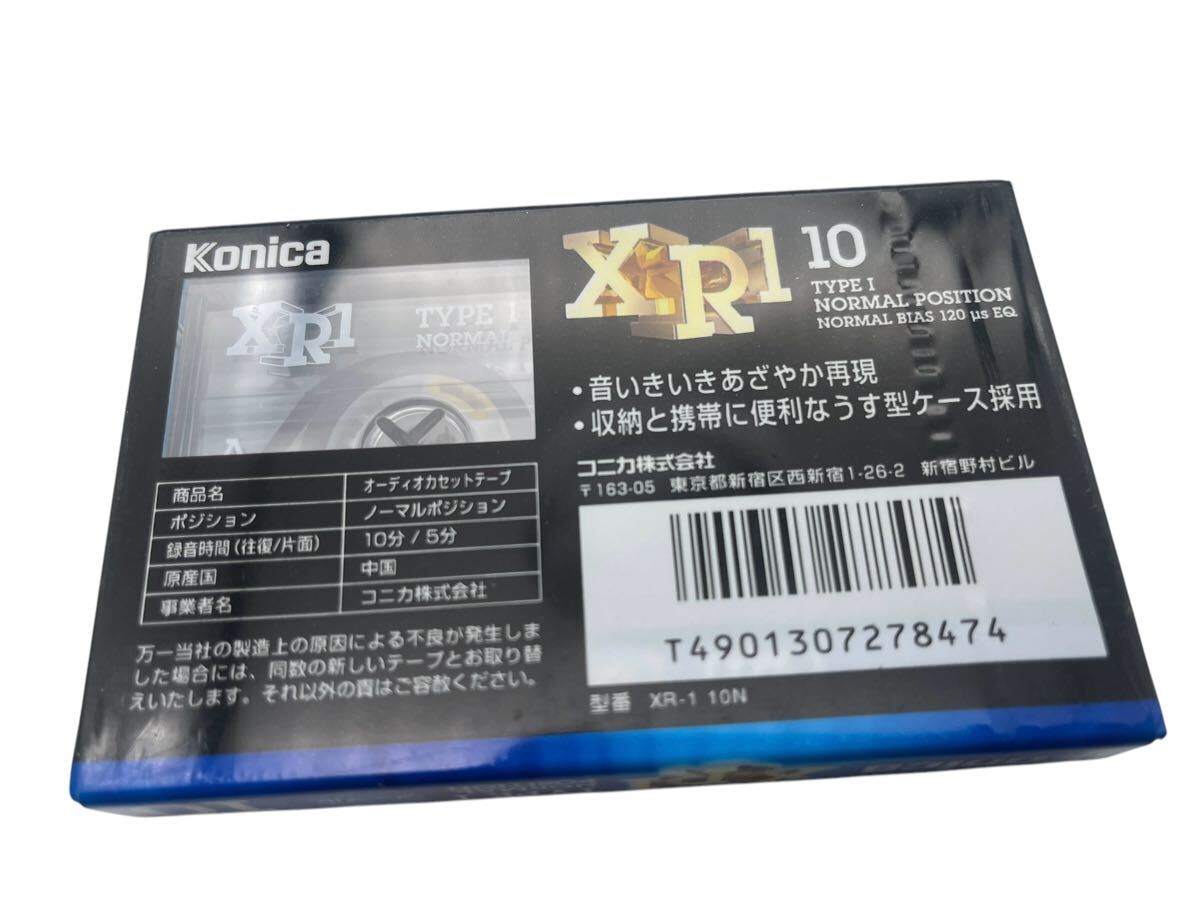 Konica
XR1
TYPE I
NORMAL
XR1 10
TYPE I
NORMAL POSITION
NORMAL BIAS 120 μs EQ
・音いきいきあざやか再現
・収納と携帯に便利なうす型ケース採用
コニカ株式会社
〒163-05 東京都新宿区西新宿1-26-2 新宿野村ビル
商品名 オーディオカセットテープ
ポジション ノーマルポジション
録音時間(往復/片面) 10分/5分
原産国 中国
事業者名 コニカ株式会社
万一当社の製造上の原因による不良が発生しま
した場合には、同数の新しいテープとお取り替
えいたします。それ以外の責はご容赦ください。
T4901307278474
型番 XR-1 10N